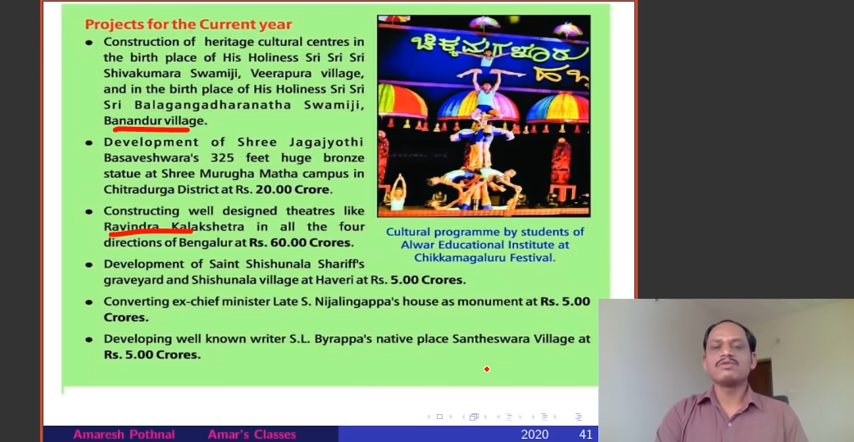 Projects for the Current year
• Construction of heritage cultural centres in
the birth place of His Holiness Sri Sri Sri
Shivakumara Swamiji, Veerapura village,
and in the birth place of His Holiness Sri Sri
Sri Balagangadharanatha Swamiji,
Banandur village.
• Development of Shree Jagajyothi
Basaveshwara's 325 feet huge bronze
statue at Shree Murugha Matha campus in
Chitradurga District at Rs. 20.00 Crore.
• Constructing well designed theatres like
Ravindra Kalakshetra in all the four
directions of Bengalur at Rs. 60.00 Crores.
• Development of Saint Shishunala Shariff's
graveyard and Shishunala village at Haveri at Rs. 5.00 Crores.
• Converting ex-chief minister Late S. Nijalingappa's house as monument at Rs. 5.00
Crores.
• Developing well known writer S.L. Byrappa's native place Santheswara Village at
Rs. 5.00 Crores.
ಚಿಕ್ಕಮಗಳೂರು
Cultural programme by students of
Alwar Educational Institute at
Chikkamagaluru Festival.
Amaresh Pothnal Amar's Classes 2020 41